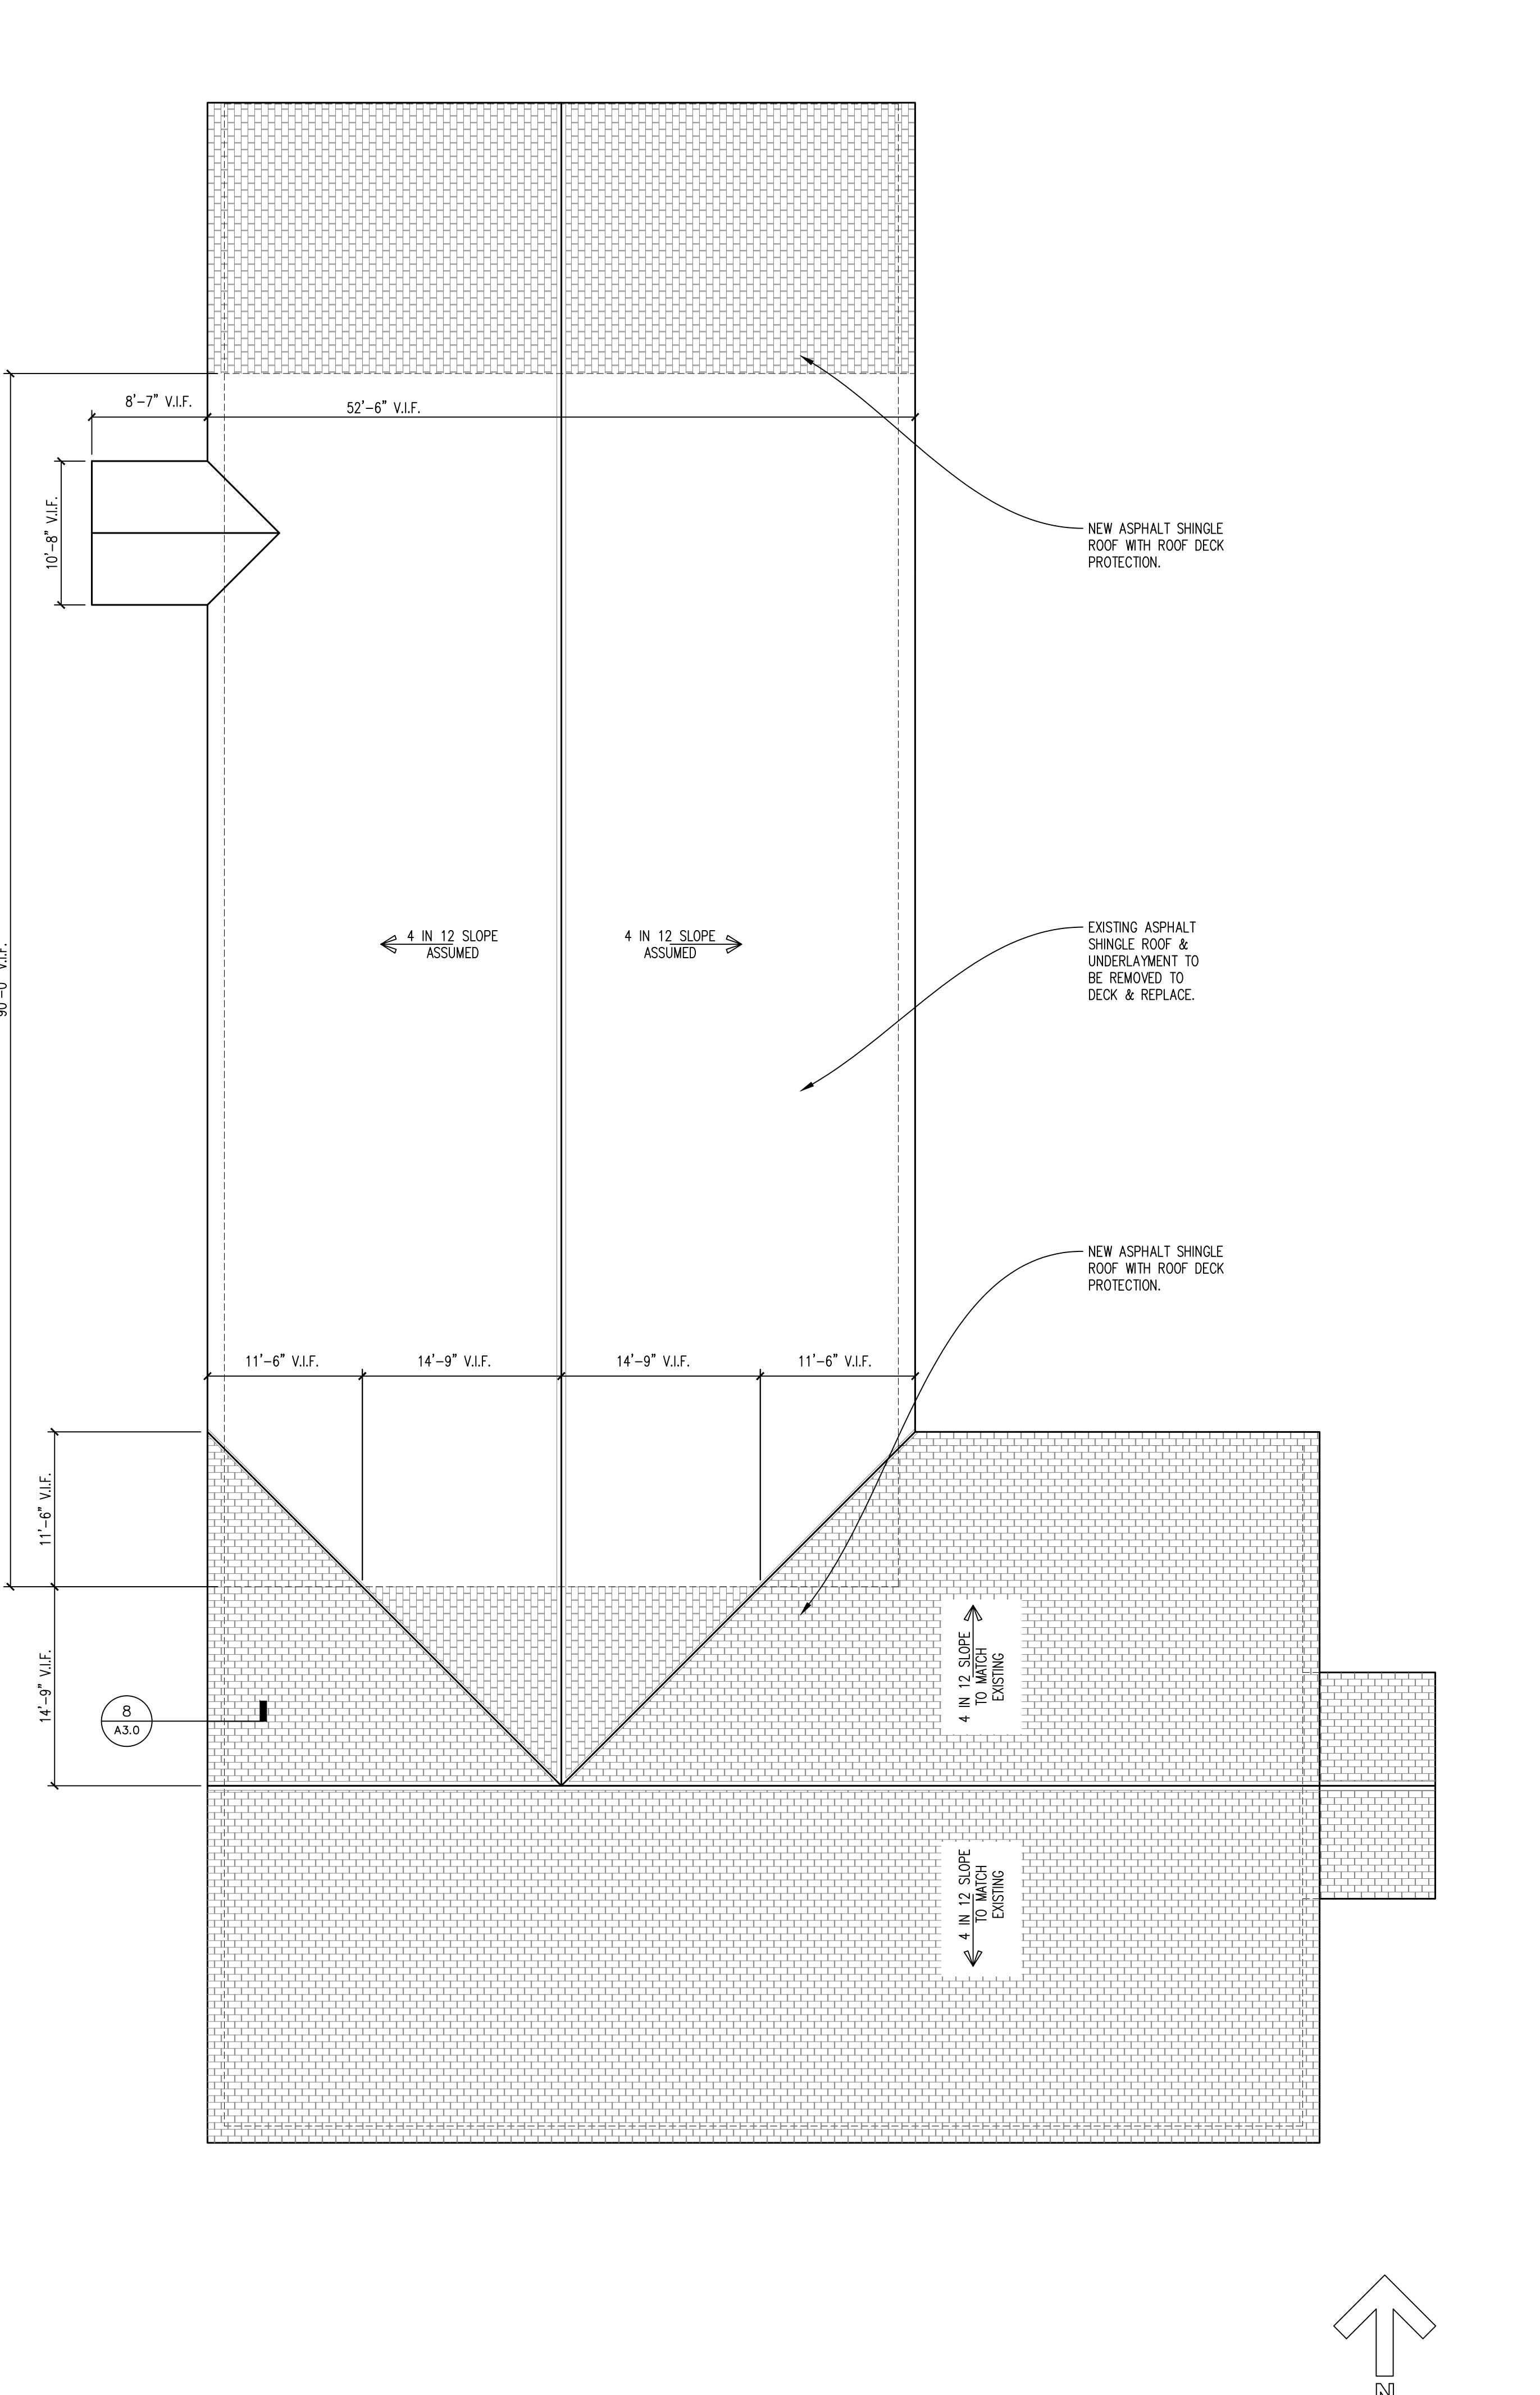 8'-7" V.I.F.
52'-6" V.I.F.
10'-8" V.I.F.
NEW ASPHALT SHINGLE
ROOF WITH ROOF DECK
PROTECTION.
90'-0" V.I.F.
4 IN 12 SLOPE
ASSUMED
4 IN 12 SLOPE
ASSUMED
EXISTING ASPHALT
SHINGLE ROOF &
UNDERLAYMENT TO
BE REMOVED TO
DECK & REPLACE.
NEW ASPHALT SHINGLE
ROOF WITH ROOF DECK
PROTECTION.
11'-6" V.I.F.
14'-9" V.I.F.
14'-9" V.I.F.
11'-6" V.I.F.
11'-6" V.I.F.
14'-9" V.I.F.
4 IN 12 SLOPE
TO MATCH
EXISTING
8
A3.0
4 IN 12 SLOPE
TO MATCH
EXISTING
N